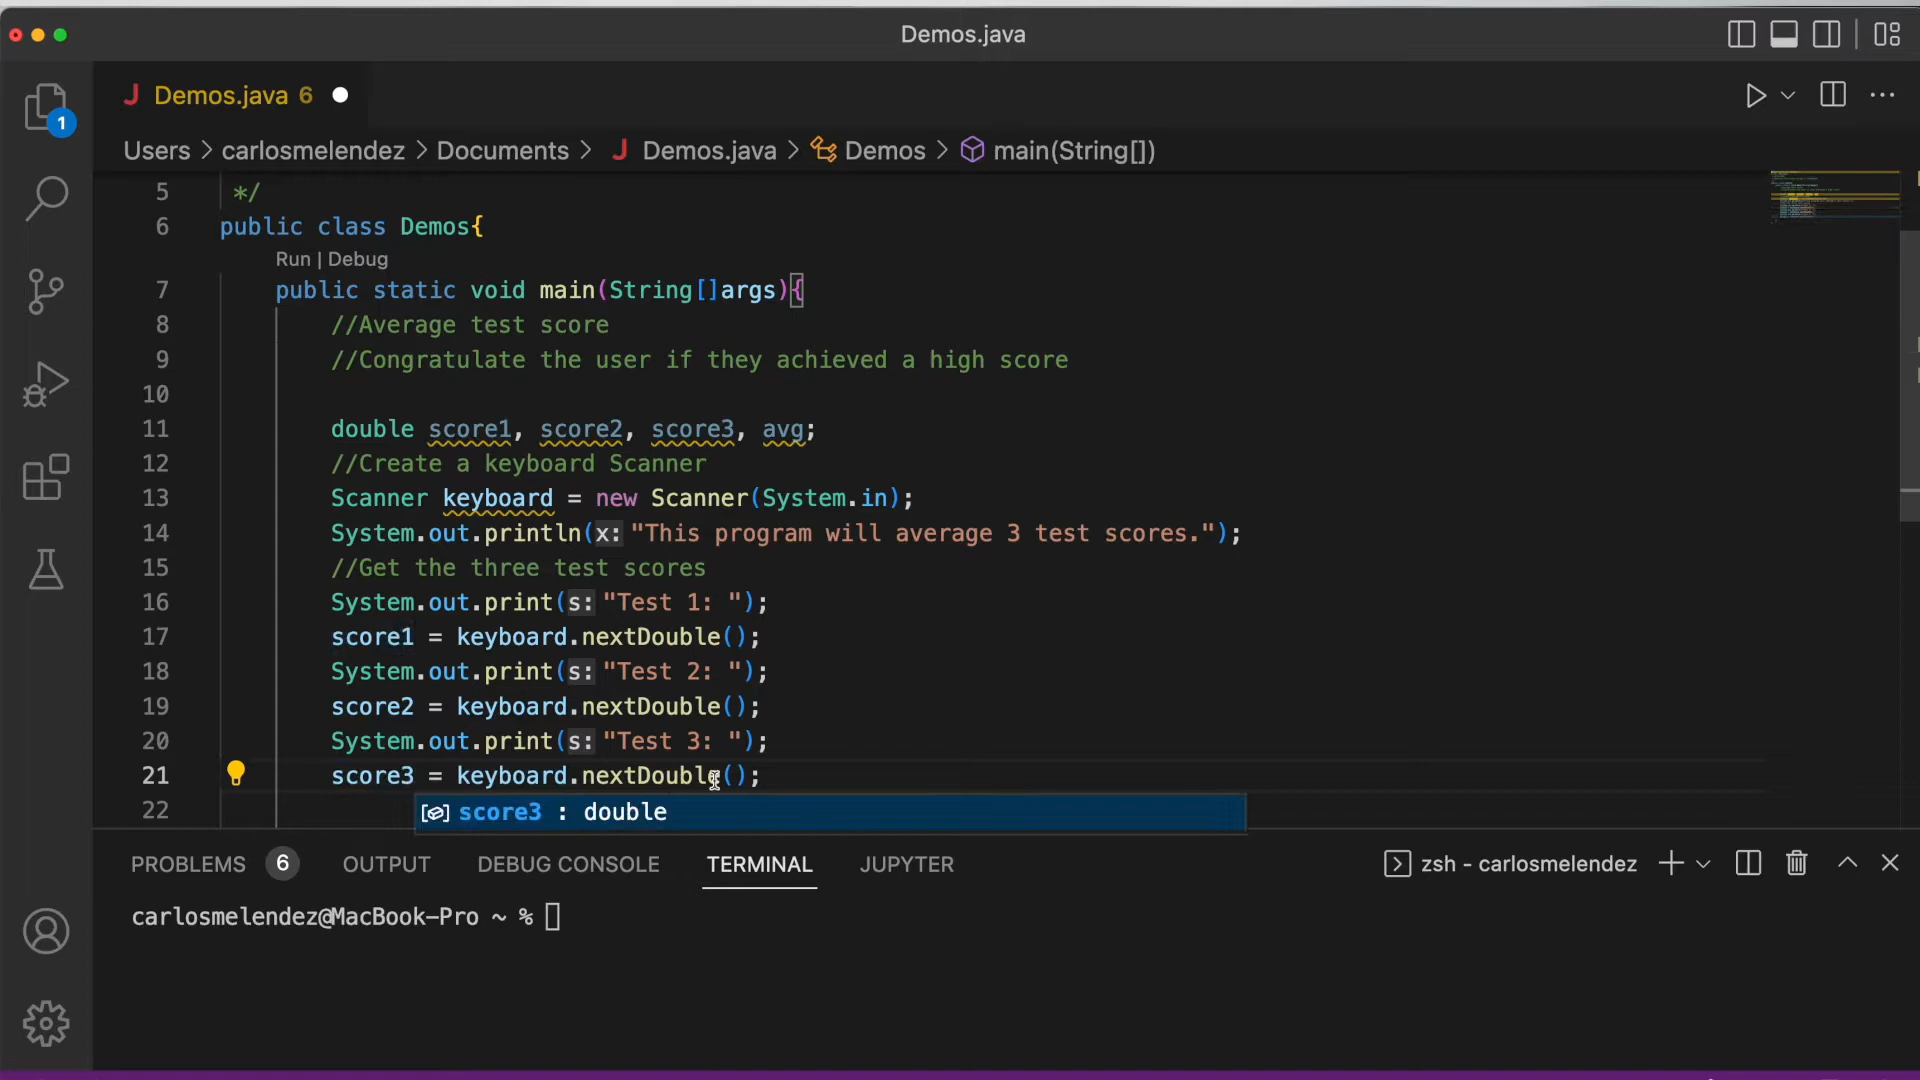 Demos.java
Demos.java 6
1
Users > carlosmelendez > Documents > J Demos.java > Demos > main(String[])
5 */
6 public class Demos{
Run | Debug
7 public static void main(String[]args){
8 //Average test score
9 //Congratulate the user if they achieved a high score
10
11 double score1, score2, score3, avg;
12 //Create a keyboard Scanner
13 Scanner keyboard = new Scanner(System.in);
14 System.out.println(x: "This program will average 3 test scores.");
15 //Get the three test scores
16 System.out.print(s: "Test 1: ");
17 score1 = keyboard.nextDouble();
18 System.out.print(s: "Test 2: ");
19 score2 = keyboard.nextDouble();
20 System.out.print(s: "Test 3: ");
21 score3 = keyboard.nextDouble();
score3 : double
22
PROBLEMS 6 OUTPUT DEBUG CONSOLE TERMINAL JUPYTER zsh - carlosmelendez
carlosmelendez@MacBook-Pro ~ %